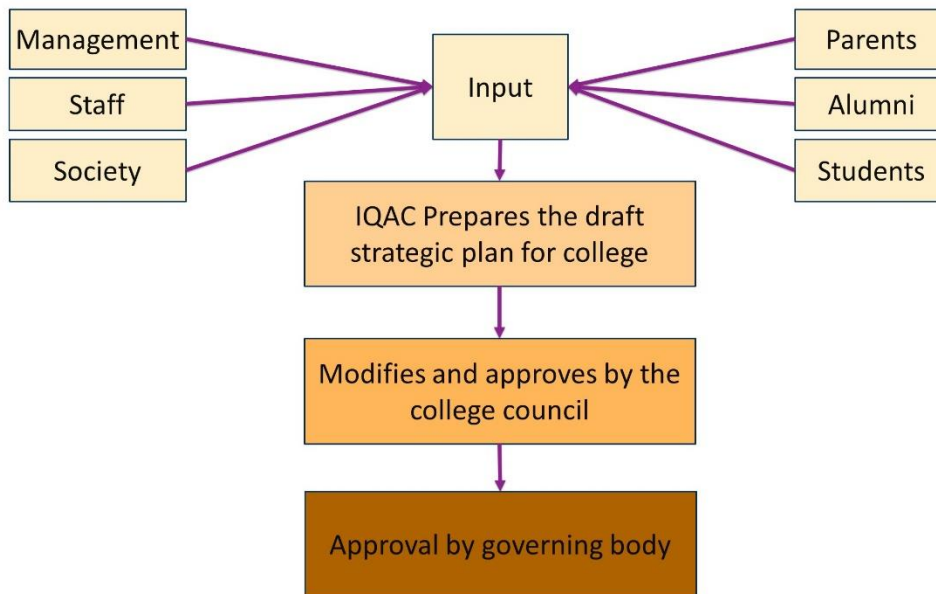 Management
Staff
Society
Input
Parents
Alumni
Students
IQAC Prepares the draft
strategic plan for college
Modifies and approves by the
college council
Approval by governing body